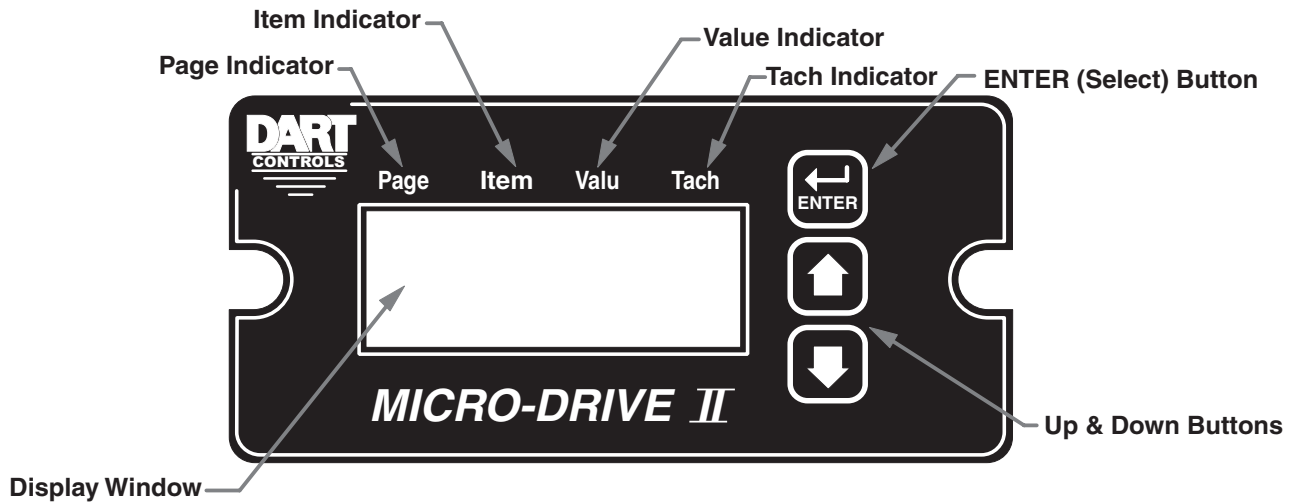 Item Indicator
Value Indicator
Page Indicator
Tach Indicator
ENTER (Select) Button
DART
CONTROLS
Page Item Valu Tach
ENTER
MICRO-DRIVE II
Up & Down Buttons
Display Window